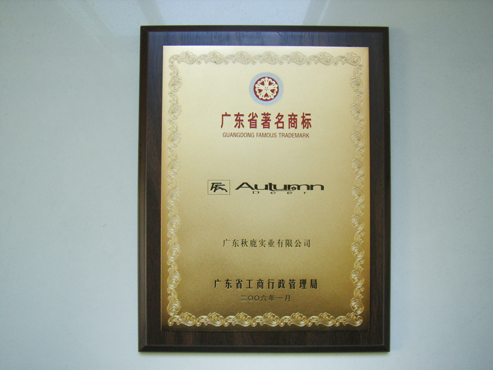 广东省著名商标
GUANGDONG FAMOUS TRADEMARK
Autumn
Deer
广东秋鹿实业有限公司
广东省工商行政管理局
二〇〇六年一月